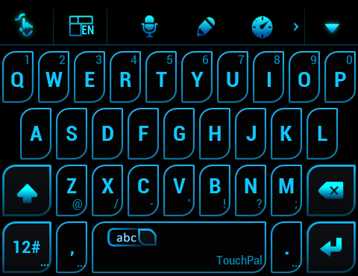 EN
1 2 3 4 5 6 7 8 9 0
Q W E R T Y U I O P
A S D F G H J K L
Z X C V B N M
@ / - _ ' ! ? ;
12# ... , ... abc TouchPal . ...